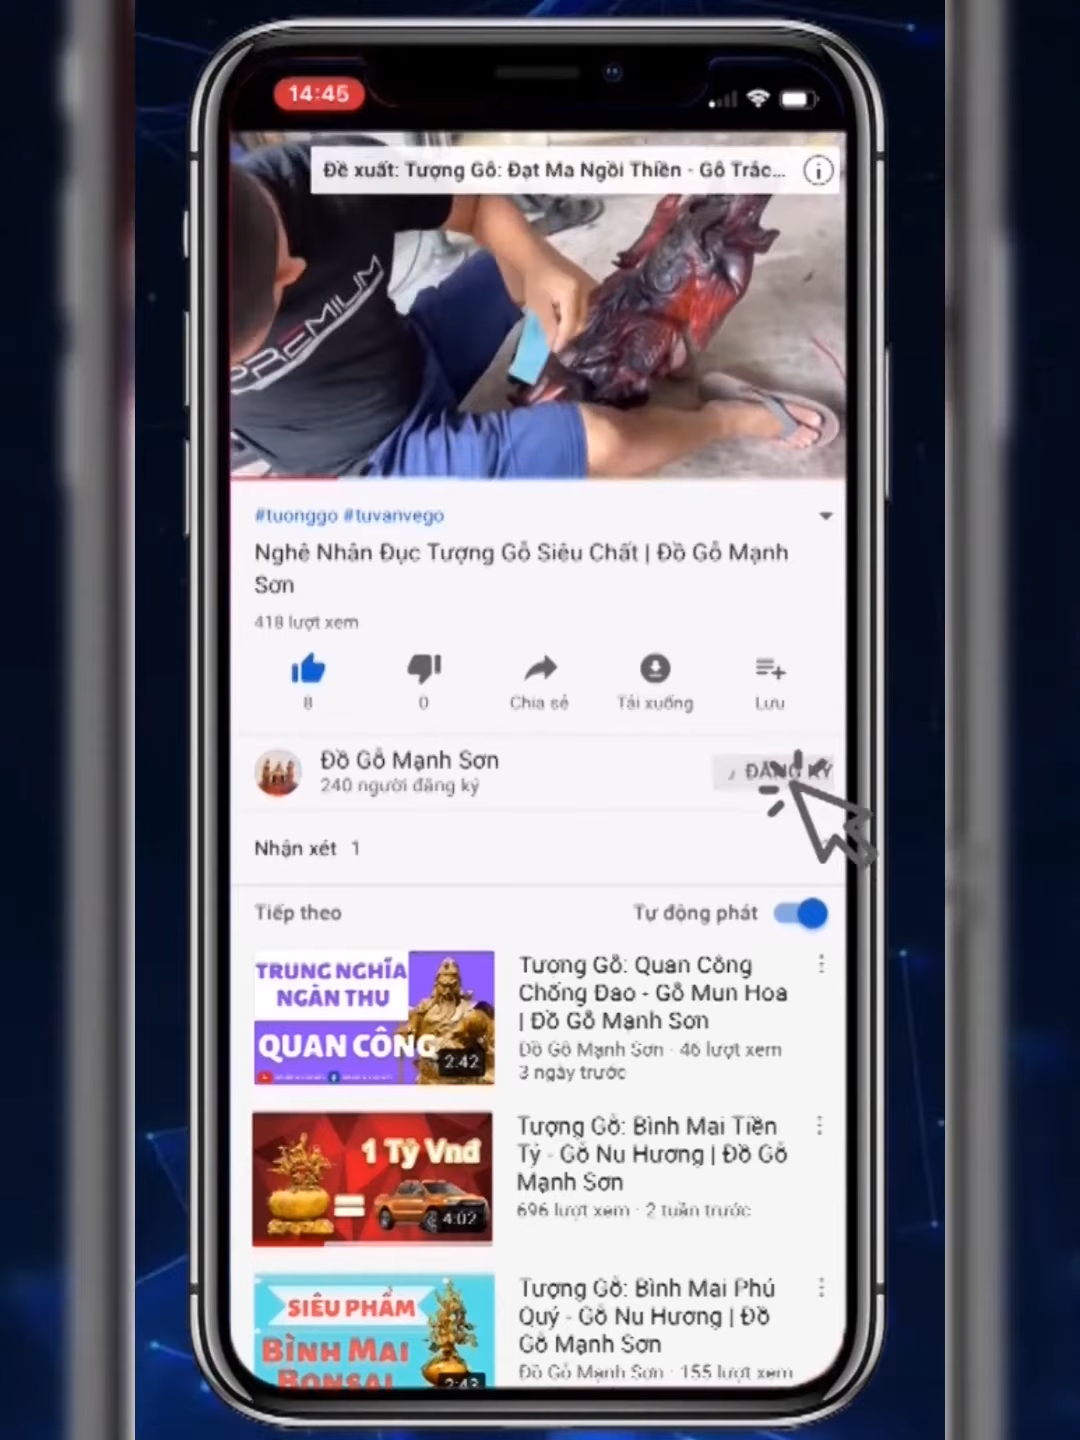 14:45
Đề xuất: Tượng Gỗ: Đạt Ma Ngồi Thiền - Gỗ Trắc...
PREMIUM
#tuonggo #tuvanvego
Nghệ Nhân Đục Tượng Gỗ Siêu Chất | Đồ Gỗ Mạnh
Sơn
418 lượt xem
8
0
Chia sẻ
Tải xuống
Lưu
Đồ Gỗ Mạnh Sơn
240 người đăng ký
ĐĂNG KÝ
Nhận xét 1
Tiếp theo
Tự động phát
TRUNG NGHĨA
NGÀN THU
QUAN CÔNG
2:42
Tượng Gỗ: Quan Công
Chống Đao - Gỗ Mun Hoa
| Đồ Gỗ Mạnh Sơn
Đồ Gỗ Mạnh Sơn · 46 lượt xem
3 ngày trước
1 Tỷ Vnđ
=
4:02
Tượng Gỗ: Bình Mai Tiền
Tỷ - Gỗ Nu Hương | Đồ Gỗ
Mạnh Sơn
696 lượt xem · 2 tuần trước
SIÊU PHẨM
BÌNH MAI
BONSAI
2:43
Tượng Gỗ: Bình Mai Phú
Quý - Gỗ Nu Hương | Đồ
Gỗ Mạnh Sơn
Đồ Gỗ Mạnh Sơn · 155 lượt xem